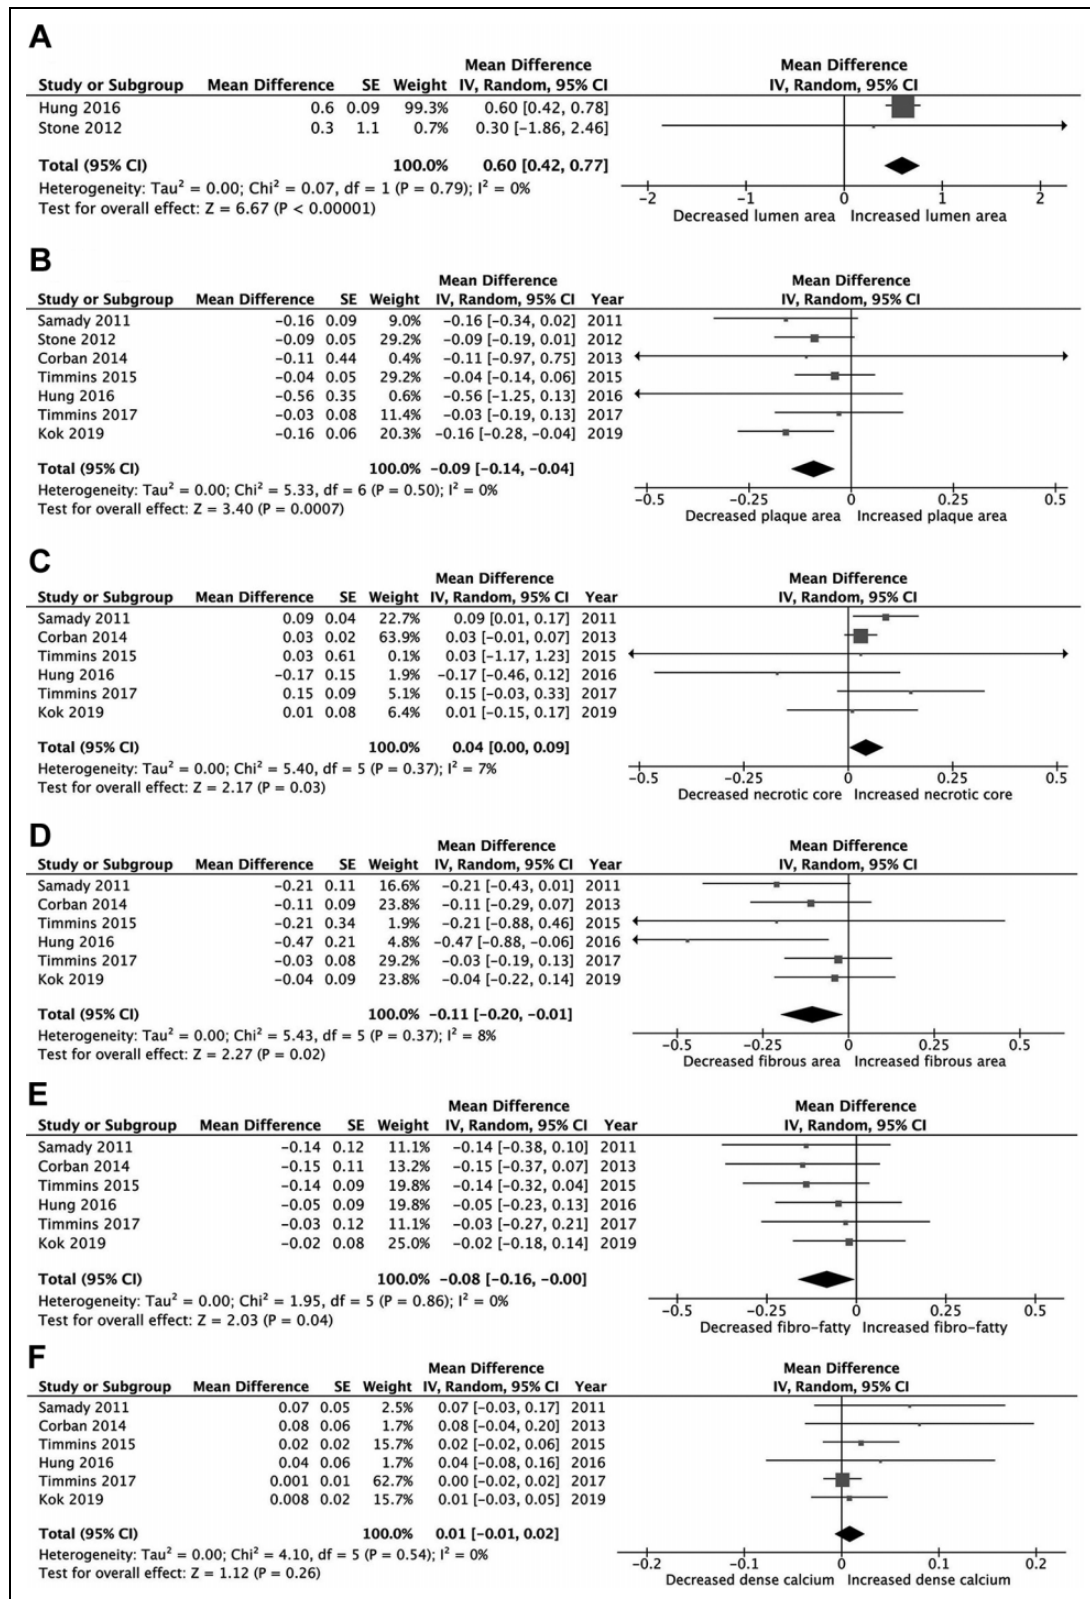 A
Mean Difference Mean Difference
Study or Subgroup Mean Difference SE Weight IV, Random, 95% CI IV, Random, 95% CI
Hung 2016 0.6 0.09 99.3% 0.60 [0.42, 0.78]
Stone 2012 0.3 1.1 0.7% 0.30 [−1.86, 2.46]
Total (95% CI) 100.0% 0.60 [0.42, 0.77]
Heterogeneity: Tau² = 0.00; Chi² = 0.07, df = 1 (P = 0.79); I² = 0%
Test for overall effect: Z = 6.67 (P < 0.00001)
−2 −1 0 1 2
Decreased lumen area Increased lumen area
B
Mean Difference Mean Difference
Study or Subgroup Mean Difference SE Weight IV, Random, 95% CI Year IV, Random, 95% CI
Samady 2011 −0.16 0.09 9.0% −0.16 [−0.34, 0.02] 2011
Stone 2012 −0.09 0.05 29.2% −0.09 [−0.19, 0.01] 2012
Corban 2014 −0.11 0.44 0.4% −0.11 [−0.97, 0.75] 2013
Timmins 2015 −0.04 0.05 29.2% −0.04 [−0.14, 0.06] 2015
Hung 2016 −0.56 0.35 0.6% −0.56 [−1.25, 0.13] 2016
Timmins 2017 −0.03 0.08 11.4% −0.03 [−0.19, 0.13] 2017
Kok 2019 −0.16 0.06 20.3% −0.16 [−0.28, −0.04] 2019
Total (95% CI) 100.0% −0.09 [−0.14, −0.04]
Heterogeneity: Tau² = 0.00; Chi² = 5.33, df = 6 (P = 0.50); I² = 0%
Test for overall effect: Z = 3.40 (P = 0.0007)
−0.5 −0.25 0 0.25 0.5
Decreased plaque area Increased plaque area
C
Mean Difference Mean Difference
Study or Subgroup Mean Difference SE Weight IV, Random, 95% CI Year IV, Random, 95% CI
Samady 2011 0.09 0.04 22.7% 0.09 [0.01, 0.17] 2011
Corban 2014 0.03 0.02 63.9% 0.03 [−0.01, 0.07] 2013
Timmins 2015 0.03 0.61 0.1% 0.03 [−1.17, 1.23] 2015
Hung 2016 −0.17 0.15 1.9% −0.17 [−0.46, 0.12] 2016
Timmins 2017 0.15 0.09 5.1% 0.15 [−0.03, 0.33] 2017
Kok 2019 0.01 0.08 6.4% 0.01 [−0.15, 0.17] 2019
Total (95% CI) 100.0% 0.04 [0.00, 0.09]
Heterogeneity: Tau² = 0.00; Chi² = 5.40, df = 5 (P = 0.37); I² = 7%
Test for overall effect: Z = 2.17 (P = 0.03)
−0.5 −0.25 0 0.25 0.5
Decreased necrotic core Increased necrotic core
D
Mean Difference Mean Difference
Study or Subgroup Mean Difference SE Weight IV, Random, 95% CI Year IV, Random, 95% CI
Samady 2011 −0.21 0.11 16.6% −0.21 [−0.43, 0.01] 2011
Corban 2014 −0.11 0.09 23.8% −0.11 [−0.29, 0.07] 2013
Timmins 2015 −0.21 0.34 1.9% −0.21 [−0.88, 0.46] 2015
Hung 2016 −0.47 0.21 4.8% −0.47 [−0.88, −0.06] 2016
Timmins 2017 −0.03 0.08 29.2% −0.03 [−0.19, 0.13] 2017
Kok 2019 −0.04 0.09 23.8% −0.04 [−0.22, 0.14] 2019
Total (95% CI) 100.0% −0.11 [−0.20, −0.01]
Heterogeneity: Tau² = 0.00; Chi² = 5.43, df = 5 (P = 0.37); I² = 8%
Test for overall effect: Z = 2.27 (P = 0.02)
−0.5 −0.25 0 0.25 0.5
Decreased fibrous area Increased fibrous area
E
Mean Difference Mean Difference
Study or Subgroup Mean Difference SE Weight IV, Random, 95% CI Year IV, Random, 95% CI
Samady 2011 −0.14 0.12 11.1% −0.14 [−0.38, 0.10] 2011
Corban 2014 −0.15 0.11 13.2% −0.15 [−0.37, 0.07] 2013
Timmins 2015 −0.14 0.09 19.8% −0.14 [−0.32, 0.04] 2015
Hung 2016 −0.05 0.09 19.8% −0.05 [−0.23, 0.13] 2016
Timmins 2017 −0.03 0.12 11.1% −0.03 [−0.27, 0.21] 2017
Kok 2019 −0.02 0.08 25.0% −0.02 [−0.18, 0.14] 2019
Total (95% CI) 100.0% −0.08 [−0.16, −0.00]
Heterogeneity: Tau² = 0.00; Chi² = 1.95, df = 5 (P = 0.86); I² = 0%
Test for overall effect: Z = 2.03 (P = 0.04)
−0.5 −0.25 0 0.25 0.5
Decreased fibro−fatty Increased fibro−fatty
F
Mean Difference Mean Difference
Study or Subgroup Mean Difference SE Weight IV, Random, 95% CI Year IV, Random, 95% CI
Samady 2011 0.07 0.05 2.5% 0.07 [−0.03, 0.17] 2011
Corban 2014 0.08 0.06 1.7% 0.08 [−0.04, 0.20] 2013
Timmins 2015 0.02 0.02 15.7% 0.02 [−0.02, 0.06] 2015
Hung 2016 0.04 0.06 1.7% 0.04 [−0.08, 0.16] 2016
Timmins 2017 0.001 0.01 62.7% 0.00 [−0.02, 0.02] 2017
Kok 2019 0.008 0.02 15.7% 0.01 [−0.03, 0.05] 2019
Total (95% CI) 100.0% 0.01 [−0.01, 0.02]
Heterogeneity: Tau² = 0.00; Chi² = 4.10, df = 5 (P = 0.54); I² = 0%
Test for overall effect: Z = 1.12 (P = 0.26)
−0.2 −0.1 0 0.1 0.2
Decreased dense calcium Increased dense calcium